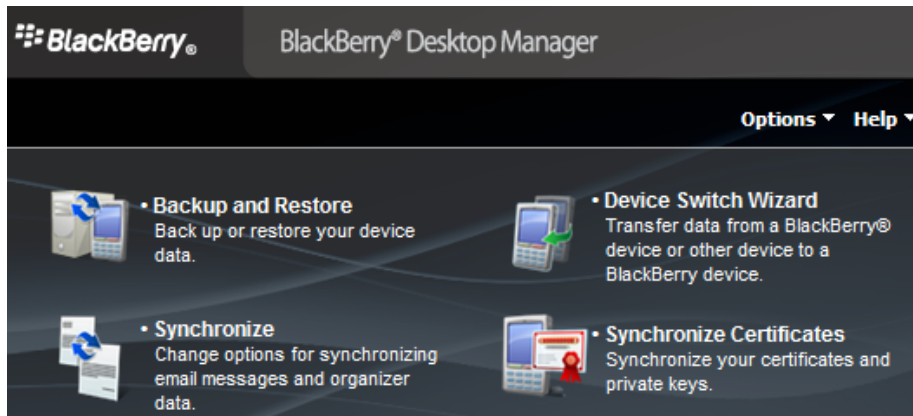 BlackBerry®
BlackBerry® Desktop Manager
Options Help
• Backup and Restore
Back up or restore your device
data.
• Device Switch Wizard
Transfer data from a BlackBerry®
device or other device to a
BlackBerry device.
• Synchronize
Change options for synchronizing
email messages and organizer
data.
• Synchronize Certificates
Synchronize your certificates and
private keys.